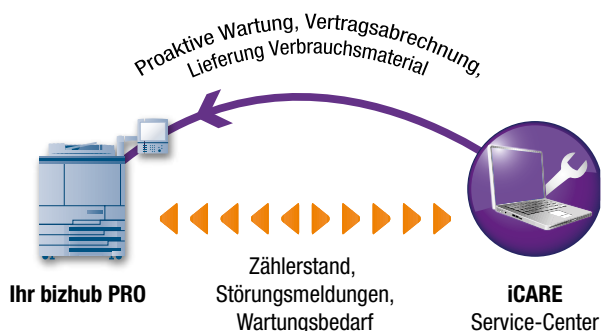 Proaktive Wartung, Vertragsabrechnung,
Lieferung Verbrauchsmaterial
Ihr bizhub PRO
Zählerstand,
Störungsmeldungen,
Wartungsbedarf
iCARE
Service-Center